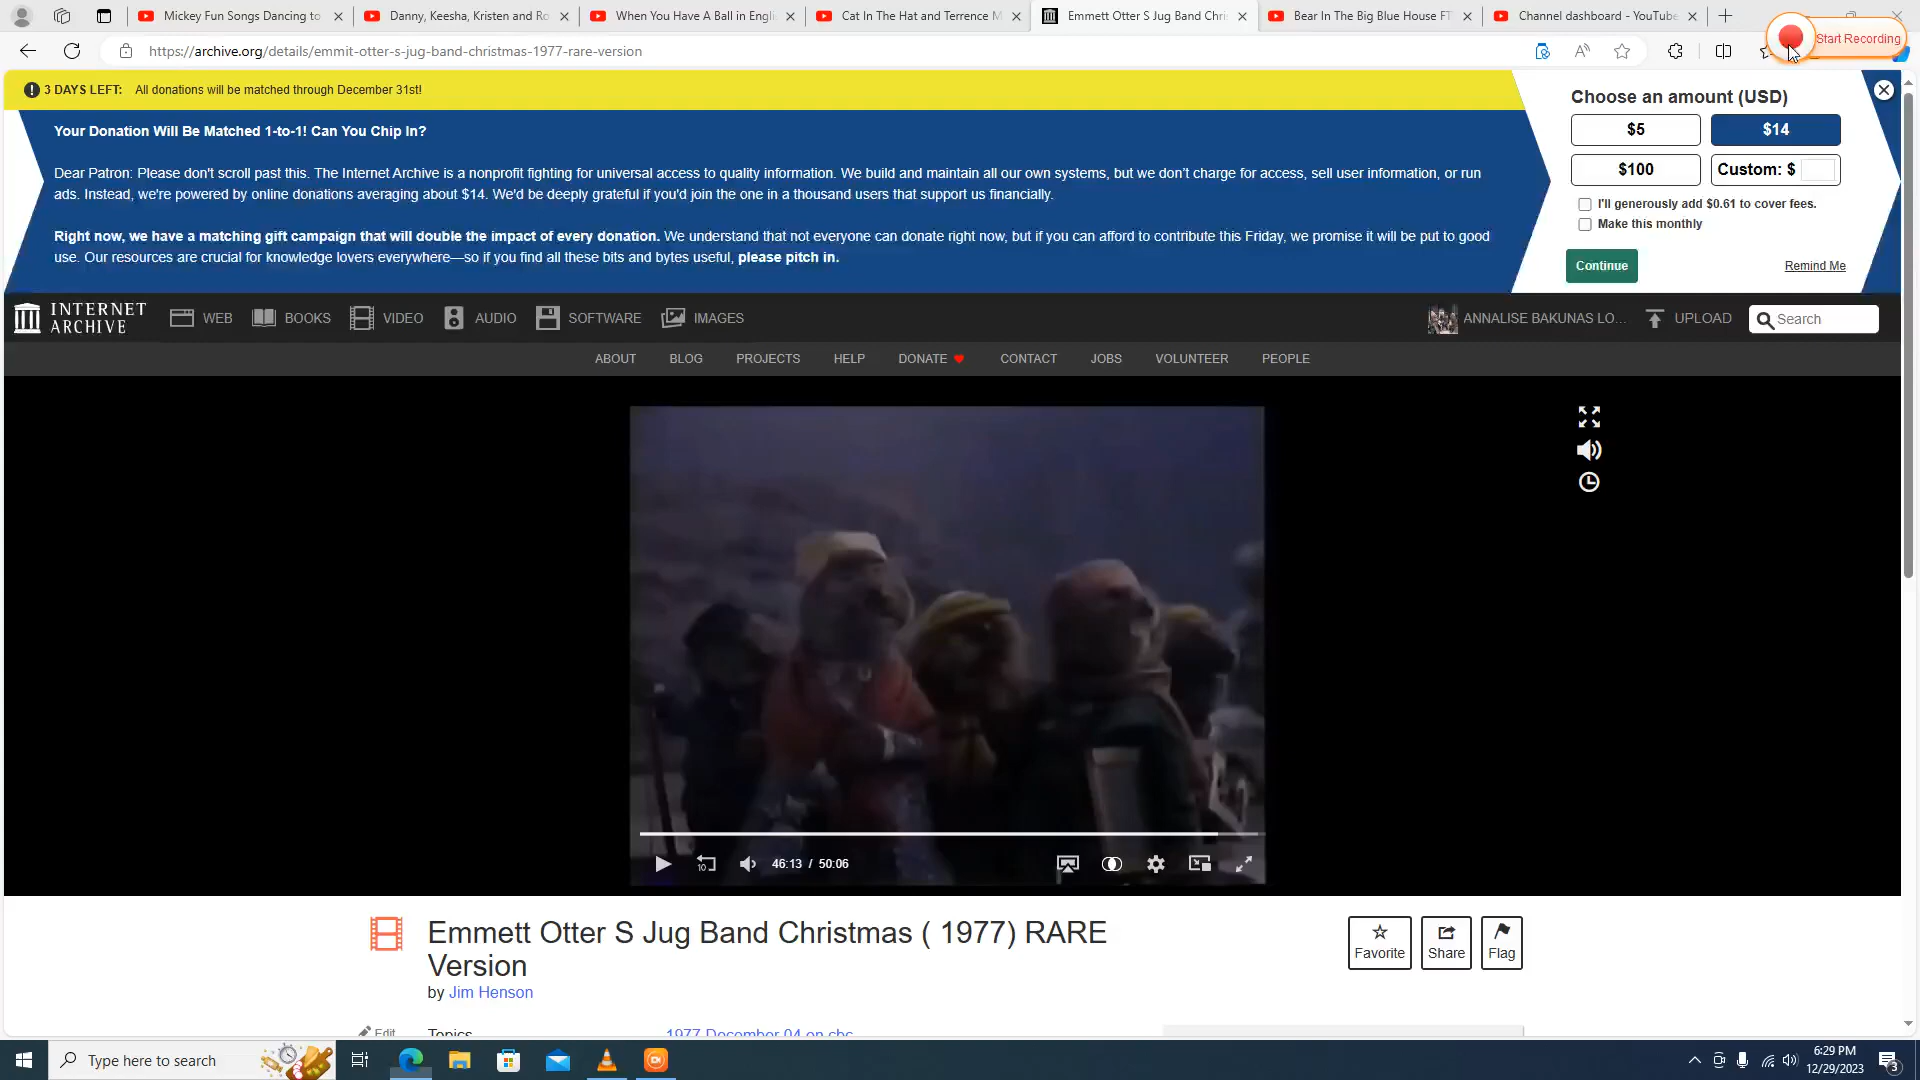 Mickey Fun Songs Dancing to
Danny, Keesha, Kristen and Ro
When You Have A Ball in Engli
Cat In The Hat and Terrence M
Emmett Otter S Jug Band Chri
Bear In The Big Blue House FT
Channel dashboard - YouTube
https://archive.org/details/emmit-otter-s-jug-band-christmas-1977-rare-version
Start Recording
3 DAYS LEFT: All donations will be matched through December 31st!
Your Donation Will Be Matched 1-to-1! Can You Chip In?
Dear Patron: Please don't scroll past this. The Internet Archive is a nonprofit fighting for universal access to quality information. We build and maintain all our own systems, but we don't charge for access, sell user information, or run
ads. Instead, we're powered by online donations averaging about $14. We'd be deeply grateful if you'd join the one in a thousand users that support us financially.
Right now, we have a matching gift campaign that will double the impact of every donation. We understand that not everyone can donate right now, but if you can afford to contribute this Friday, we promise it will be put to good
use. Our resources are crucial for knowledge lovers everywhere—so if you find all these bits and bytes useful, please pitch in.
Choose an amount (USD)
$5
$14
$100
Custom: $
I'll generously add $0.61 to cover fees.
Make this monthly
Continue
Remind Me
INTERNET
ARCHIVE
WEB
BOOKS
VIDEO
AUDIO
SOFTWARE
IMAGES
ANNALISE BAKUNAS LO...
UPLOAD
Search
ABOUT
BLOG
PROJECTS
HELP
DONATE
CONTACT
JOBS
VOLUNTEER
PEOPLE
10
46:13 / 50:06
Emmett Otter S Jug Band Christmas ( 1977) RARE
Version
by Jim Henson
Favorite
Share
Flag
Edit
Topics
1977 December 04 on cbc
Type here to search
6:29 PM
12/29/2023
3